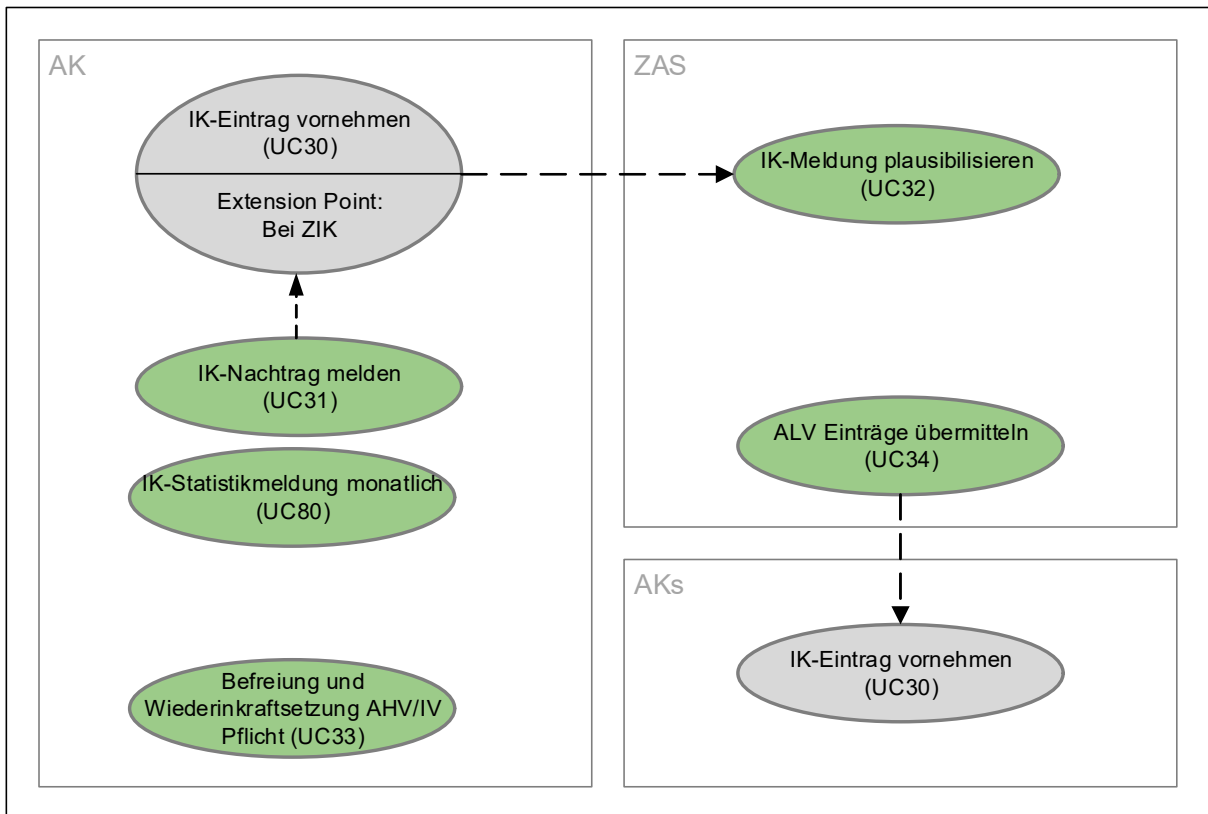 AK
IK-Eintrag vornehmen
(UC30)
Extension Point:
Bei ZIK
IK-Nachtrag melden
(UC31)
IK-Statistikmeldung monatlich
(UC80)
Befreiung und
Wiederinkraftsetzung AHV/IV
Pflicht (UC33)
ZAS
IK-Meldung plausibilisieren
(UC32)
ALV Einträge übermitteln
(UC34)
AKs
IK-Eintrag vornehmen
(UC30)